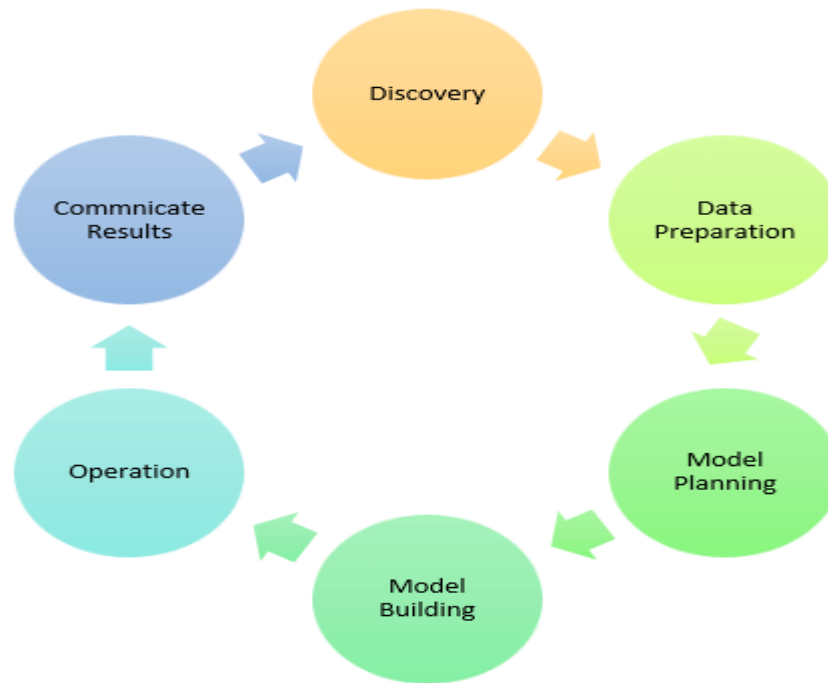 Discovery
Data
Preparation
Model
Planning
Model
Building
Operation
Commnicate
Results